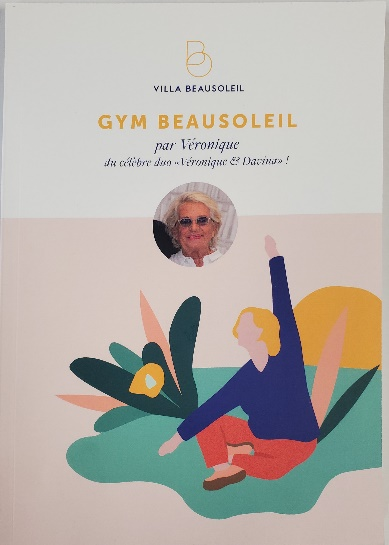 VILLA BEAUSOLEIL
GYM BEAUSOLEIL
par Véronique
du célèbre duo «Véronique & Davina» !